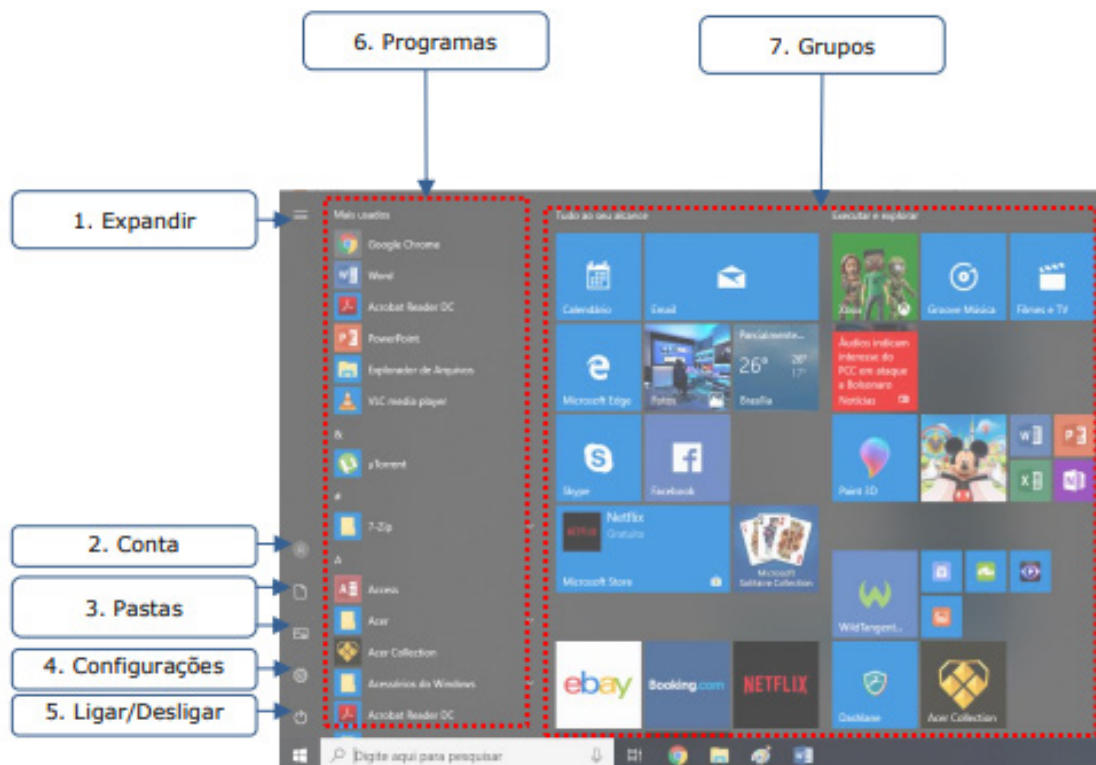 6. Programas
7. Grupos
1. Expandir
2. Conta
3. Pastas
4. Configurações
5. Ligar/Desligar
Mais usados
Google Chrome
Word
Acrobat Reader DC
PowerPoint
Explorador de Arquivos
VLC media player
&
µTorrent
#
7-Zip
A
Access
Acer
Acer Collection
Acessórios do Windows
Acrobat Reader DC
Tudo ao seu alcance
Calendário
Email
Microsoft Edge
Fotos
Parcialmente...
26°
26°
17°
Brasília
Skype
Facebook
NETFLIX
Netflix
Gratuito
Microsoft Store
Microsoft
Solitaire Collection
ebay
Booking.com
NETFLIX
Executar e explorar
Xbox
Groove Música
Filmes e TV
Áudios indicam
interesse do
PCC em ataque
a Bolsonaro
Notícias
Paint 3D
WildTangent...
Dashlane
Acer Collection
Digite aqui para pesquisar